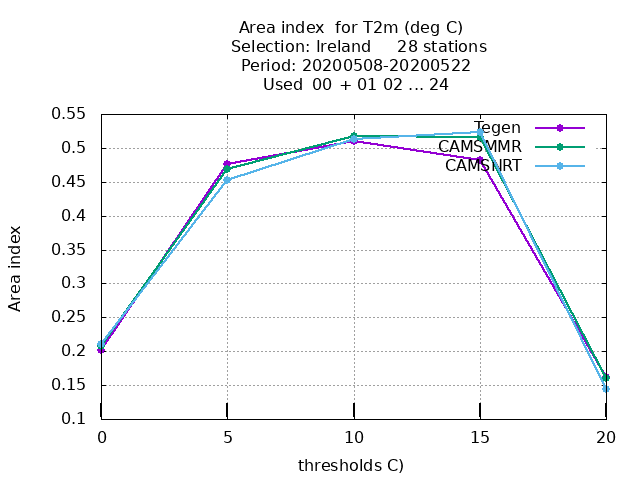 Area index  for T2m (deg C)
Selection: Ireland     28 stations
Period: 20200508-20200522
Used  00 + 01 02 ... 24
0.55
0.5
0.45
0.4
0.35
0.3
0.25
0.2
0.15
0.1
Area index
Tegen
CAMSMMR
CAMSNRT
0
5
10
15
20
thresholds C)